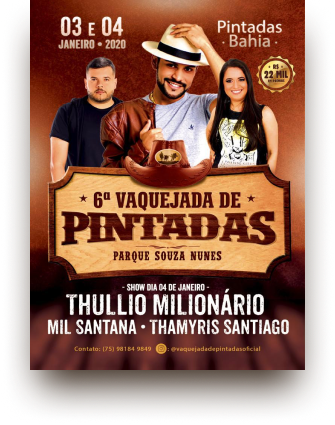 03 E 04
JANEIRO • 2020
Pintadas
• Bahia •
R$
22 MIL
6ª VAQUEJADA DE
PINTADAS
PARQUE SOUZA NUNES
- SHOW DIA 04 DE JANEIRO -
THULLIO MILIONÁRIO
MIL SANTANA • THAMYRIS SANTIAGO
Contato: (75) 98184 9849 : @vaquejadadepintadasoficial